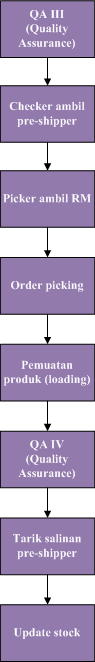 QA III
(Quality
Assurance)
Checker ambil
pre-shipper
Picker ambil RM
Order picking
Pemuatan
produk (loading)
QA IV
(Quality
Assurance)
Tarik salinan
pre-shipper
Update stock